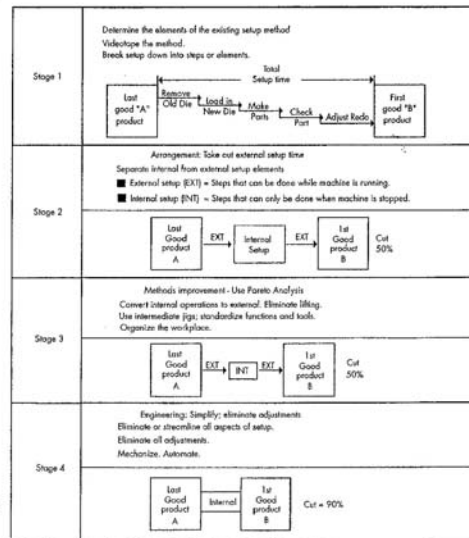 Stage 1
Determine the elements of the existing setup method
Videotape the method.
Break setup down into steps or elements.
Total
Setup time
Last
good "A"
product
Remove
Old Die
Load in
New Die
Make
Parts
Check
Part
Adjust Redo
First
good "B"
product
Stage 2
Arrangement: Take out external setup time
Separate internal from external setup elements
External setup (EXT) = Steps that can be done while machine is running.
Internal setup (INT) = Steps that can only be done when machine is stopped.
Last
Good
product
A
EXT
Internal
Setup
EXT
1st
Good
product
B
Cut
50%
Stage 3
Methods improvement - Use Pareto Analysis
Convert internal operations to external. Eliminate lifting.
Use intermediate jigs; standardize functions and tools.
Organize the workplace.
Last
Good
product
A
EXT
INT
EXT
1st
Good
product
B
Cut
50%
Stage 4
Engineering: Simplify; eliminate adjustments
Eliminate or streamline all aspects of setup.
Eliminate all adjustments.
Mechanize. Automate.
Last
Good
product
A
Internal
1st
Good
product
B
Cut = 90%